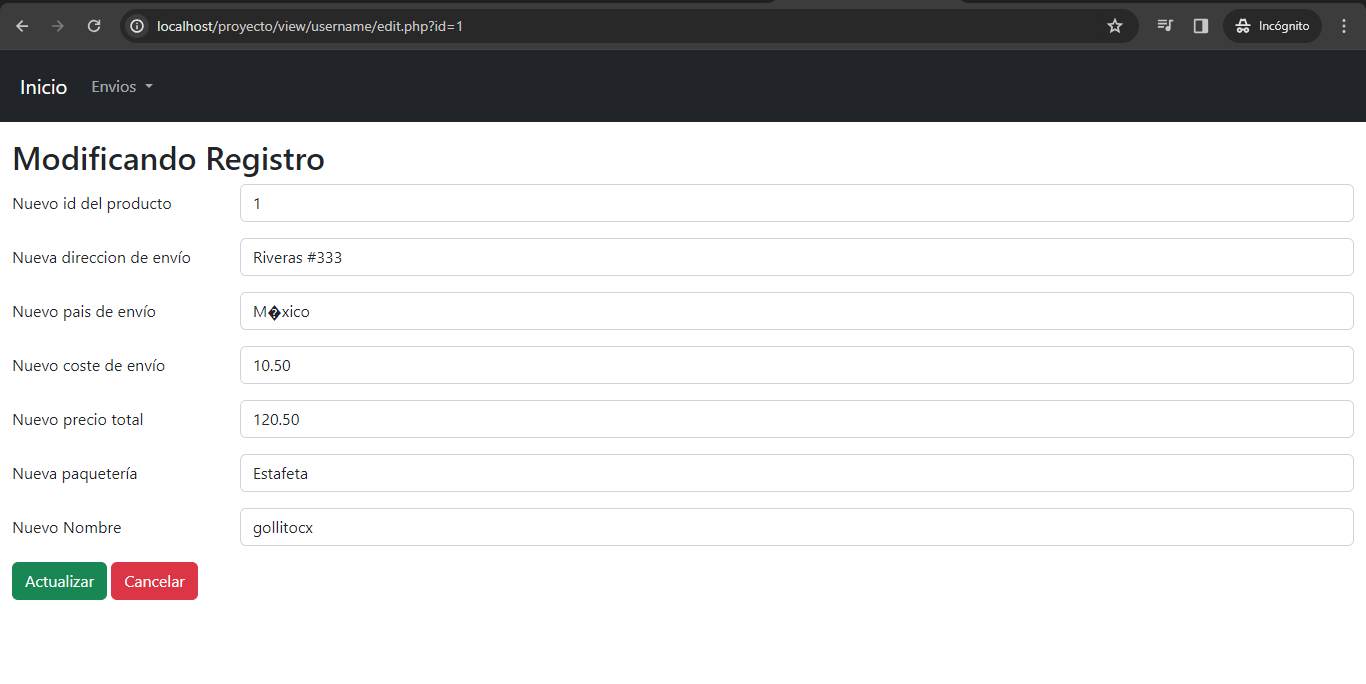 localhost/proyecto/view/username/edit.php?id=1
Incógnito
Inicio Envios
Modificando Registro
Nuevo id del producto 1
Nueva direccion de envío Riveras #333
Nuevo pais de envío M�xico
Nuevo coste de envío 10.50
Nuevo precio total 120.50
Nueva paquetería Estafeta
Nuevo Nombre gollitocx
Actualizar Cancelar